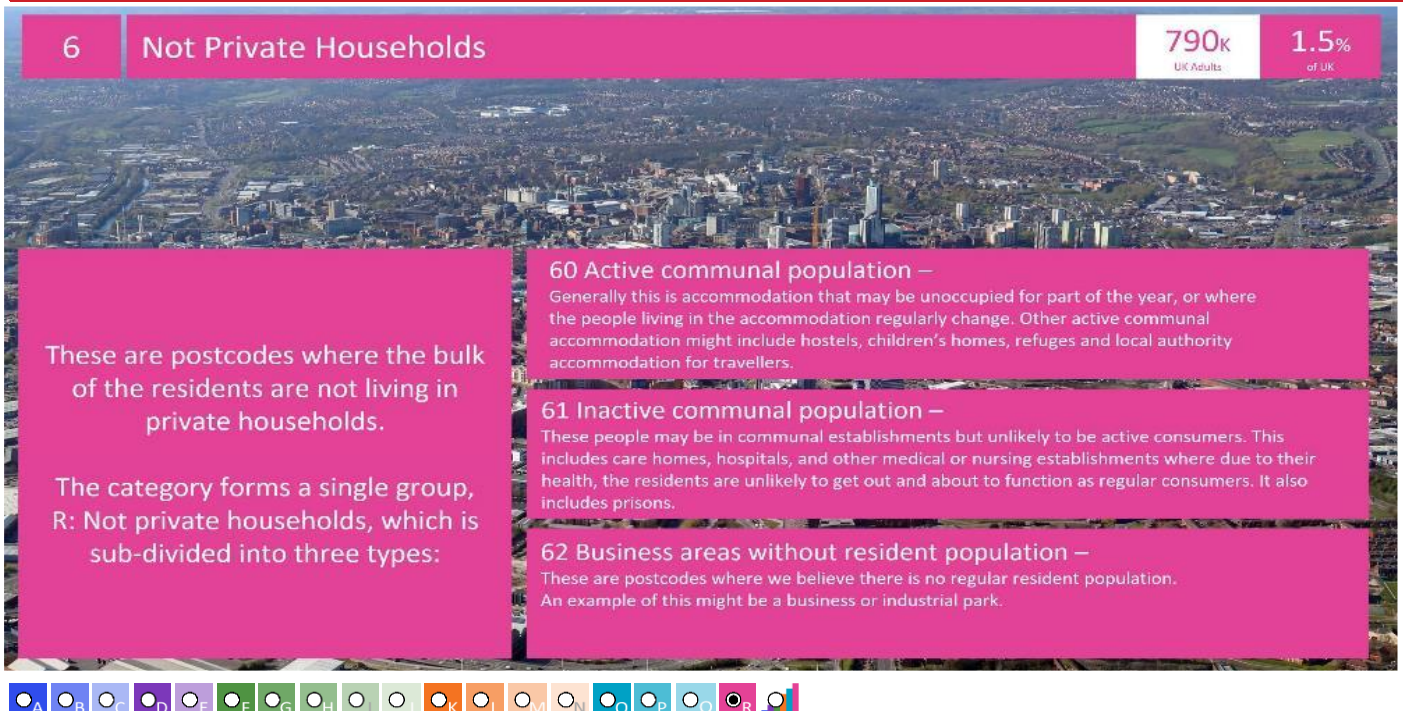 6
Not Private Households
790K
UK Adults
1.5%
of UK
These are postcodes where the bulk
of the residents are not living in
private households.
The category forms a single group,
R: Not private households, which is
sub-divided into three types:
60 Active communal population –
Generally this is accommodation that may be unoccupied for part of the year, or where
the people living in the accommodation regularly change. Other active communal
accommodation might include hostels, children's homes, refuges and local authority
accommodation for travellers.
61 Inactive communal population –
These people may be in communal establishments but unlikely to be active consumers. This
includes care homes, hospitals, and other medical or nursing establishments where due to their
health, the residents are unlikely to get out and about to function as regular consumers. It also
includes prisons.
62 Business areas without resident population –
These are postcodes where we believe there is no regular resident population.
An example of this might be a business or industrial park.
A B C D E F G H I J K L M N O P Q R